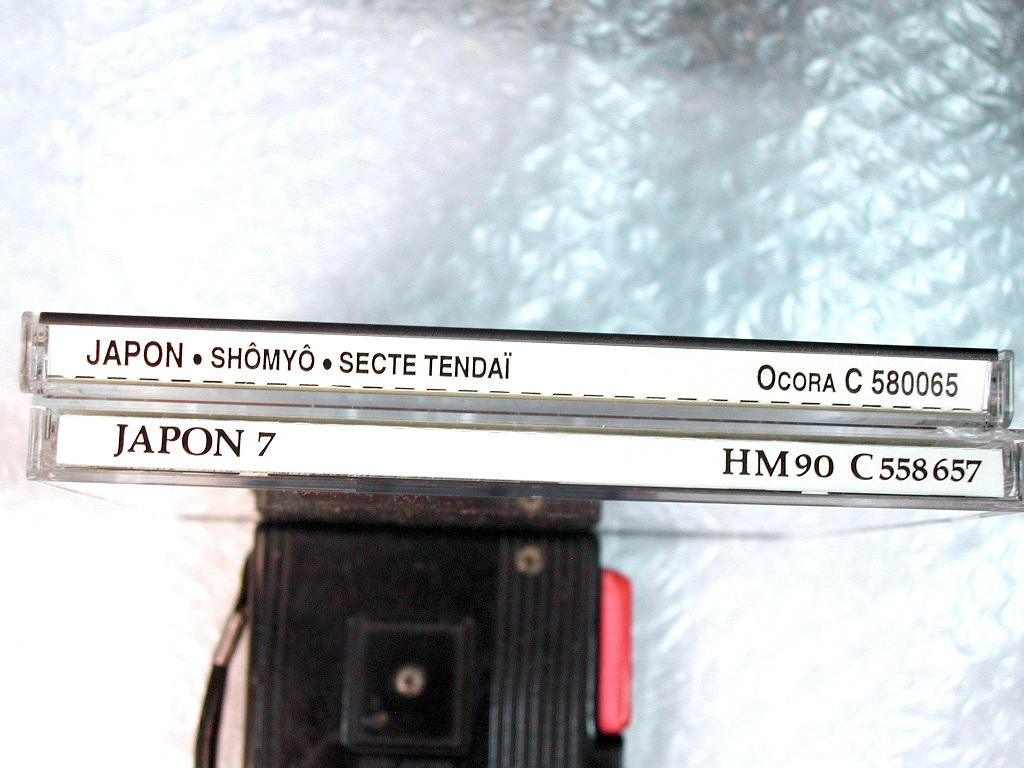 JAPON • SHÔMYÔ • SECTE TENDAÏ OCORA C 580065
JAPON 7 HM90 C558657